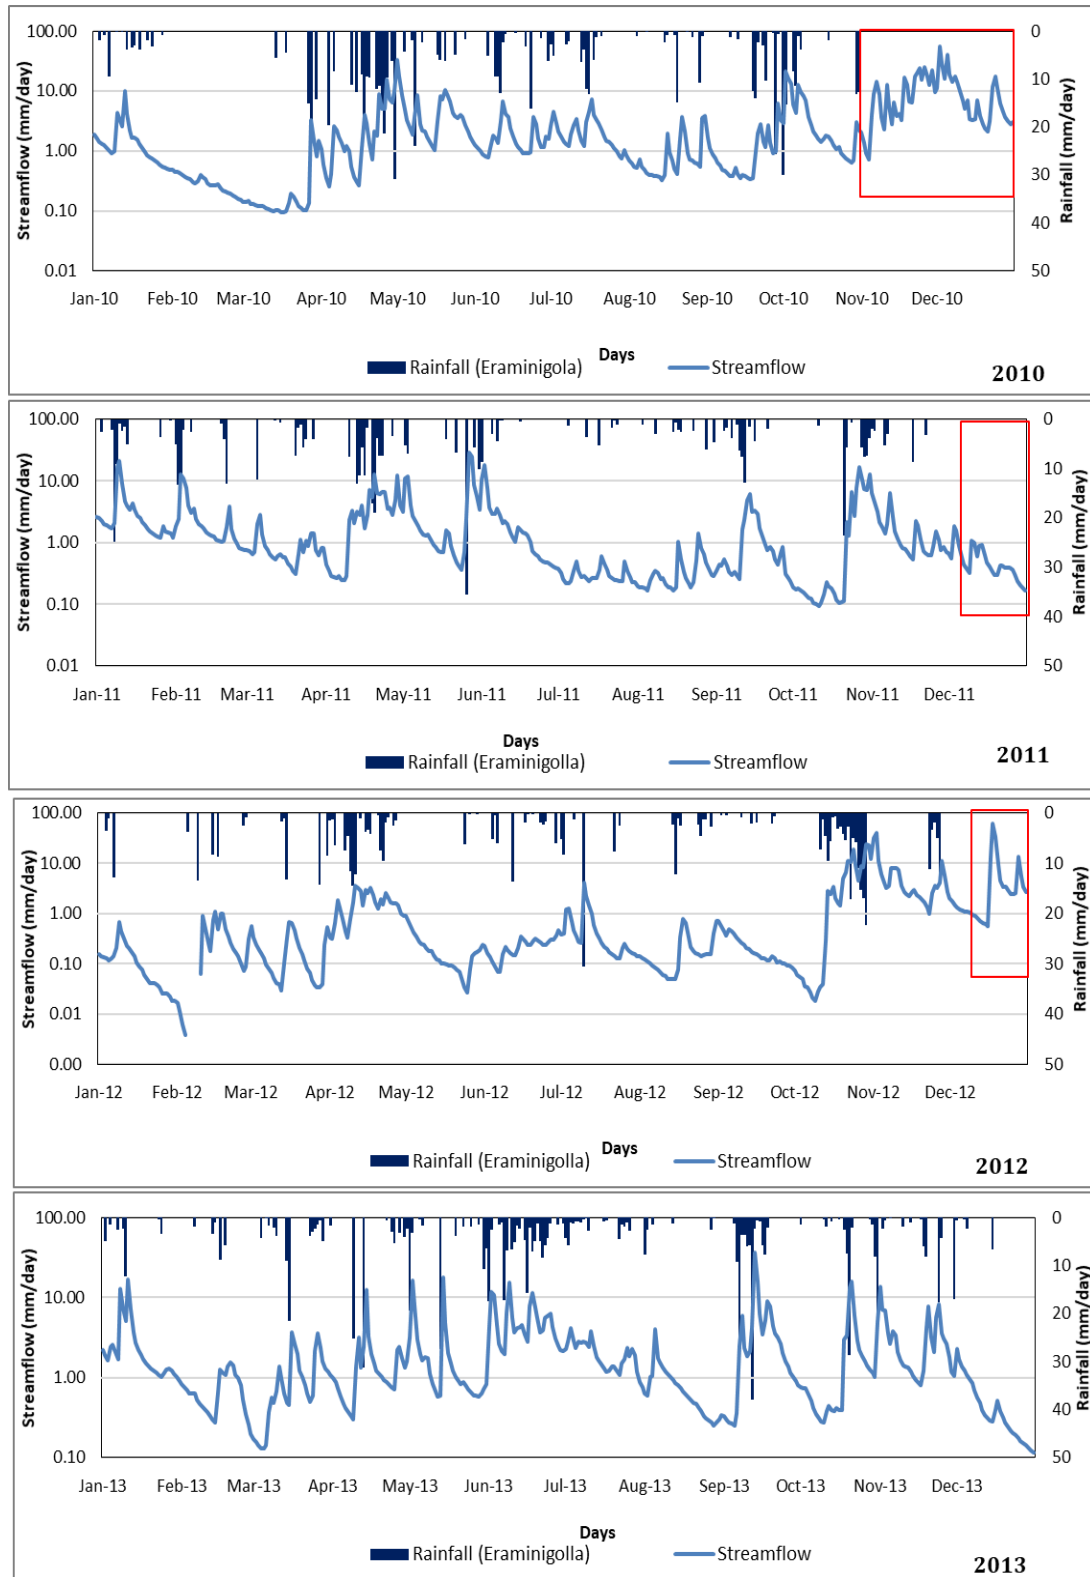 100.00
10.00
1.00
0.10
0.01
Streamflow (mm/day)
0
10
20
30
40
50
Rainfall (mm/day)
Jan-10 Feb-10 Mar-10 Apr-10 May-10 Jun-10 Jul-10 Aug-10 Sep-10 Oct-10 Nov-10 Dec-10
Days
Rainfall (Eraminigola) Streamflow
2010
100.00
10.00
1.00
0.10
0.01
Streamflow (mm/day)
0
10
20
30
40
50
Rainfall (mm/day)
Jan-11 Feb-11 Mar-11 Apr-11 May-11 Jun-11 Jul-11 Aug-11 Sep-11 Oct-11 Nov-11 Dec-11
Days
Rainfall (Eraminigolla) Streamflow
2011
100.00
10.00
1.00
0.10
0.01
0.00
Streamflow (mm/day)
0
10
20
30
40
50
Rainfall (mm/day)
Jan-12 Feb-12 Mar-12 Apr-12 May-12 Jun-12 Jul-12 Aug-12 Sep-12 Oct-12 Nov-12 Dec-12
Days
Rainfall (Eraminigolla) Streamflow
2012
100.00
10.00
1.00
0.10
Streamflow (mm/day)
0
10
20
30
40
50
Rainfall (mm/day)
Jan-13 Feb-13 Mar-13 Apr-13 May-13 Jun-13 Jul-13 Aug-13 Sep-13 Oct-13 Nov-13 Dec-13
Days
Rainfall (Eraminigolla) Streamflow
2013